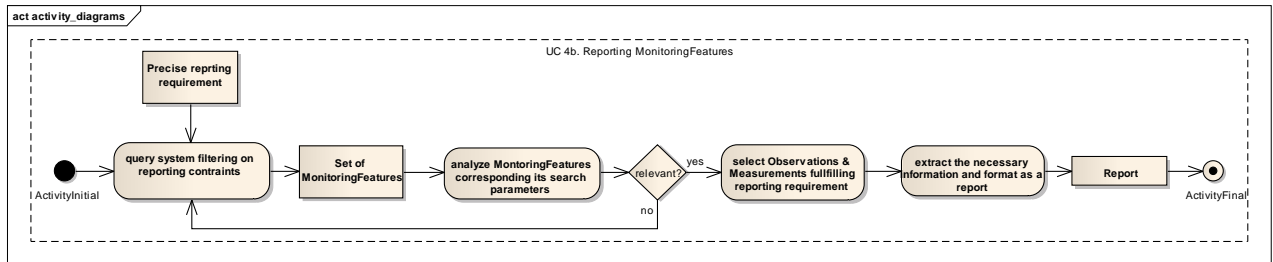 act activity_diagrams
UC 4b. Reporting MonitoringFeatures
Precise reprting
requirement
ActivityInitial
query system filtering on
reporting contraints
Set of
MonitoringFeatures
analyze MontoringFeatures
corresponding its search
parameters
relevant?
yes
no
select Observations &
Measurements fullfilling
reporting requirement
extract the necessary
information and format as a
report
Report
ActivityFinal